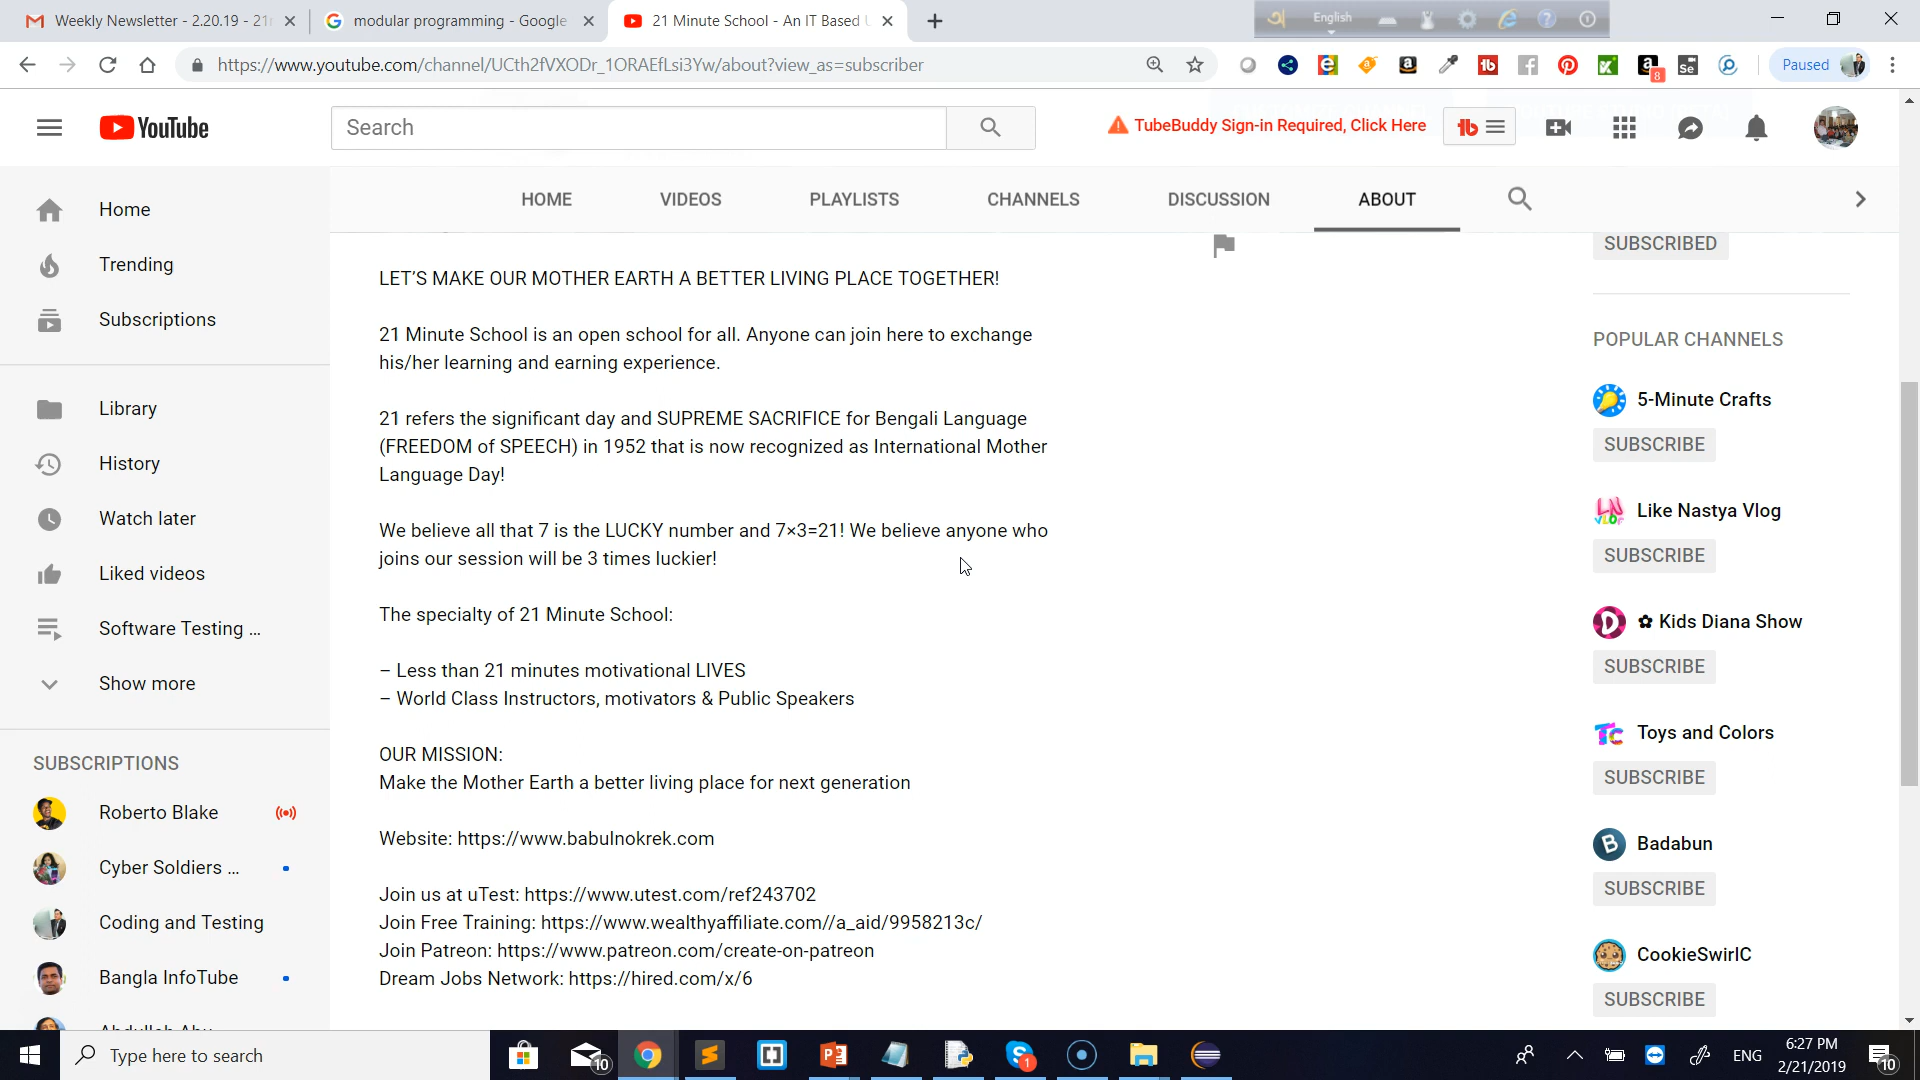 Weekly Newsletter - 2.20.19 - 21
modular programming - Google
21 Minute School - An IT Based
English
https://www.youtube.com/channel/UCth2fVXODr_1ORAEfLsi3Yw/about?view_as=subscriber
8
Se
Paused
YouTube
Search
TubeBuddy Sign-in Required, Click Here
HOME
VIDEOS
PLAYLISTS
CHANNELS
DISCUSSION
ABOUT
Home
Trending
Subscriptions
Library
History
Watch later
Liked videos
Software Testing ...
Show more
SUBSCRIPTIONS
Roberto Blake
Cyber Soldiers ...
Coding and Testing
Bangla InfoTube
LET'S MAKE OUR MOTHER EARTH A BETTER LIVING PLACE TOGETHER!
21 Minute School is an open school for all. Anyone can join here to exchange
his/her learning and earning experience.
21 refers the significant day and SUPREME SACRIFICE for Bengali Language
(FREEDOM of SPEECH) in 1952 that is now recognized as International Mother
Language Day!
We believe all that 7 is the LUCKY number and 7×3=21! We believe anyone who
joins our session will be 3 times luckier!
The specialty of 21 Minute School:
– Less than 21 minutes motivational LIVES
– World Class Instructors, motivators & Public Speakers
OUR MISSION:
Make the Mother Earth a better living place for next generation
Website: https://www.babulnokrek.com
Join us at uTest: https://www.utest.com/ref243702
Join Free Training: https://www.wealthyaffiliate.com//a_aid/9958213c/
Join Patreon: https://www.patreon.com/create-on-patreon
Dream Jobs Network: https://hired.com/x/6
SUBSCRIBED
POPULAR CHANNELS
5-Minute Crafts
SUBSCRIBE
Like Nastya Vlog
SUBSCRIBE
✿ Kids Diana Show
SUBSCRIBE
Toys and Colors
SUBSCRIBE
Badabun
SUBSCRIBE
CookieSwirlC
SUBSCRIBE
Type here to search
10
1
ENG
6:27 PM
2/21/2019
10